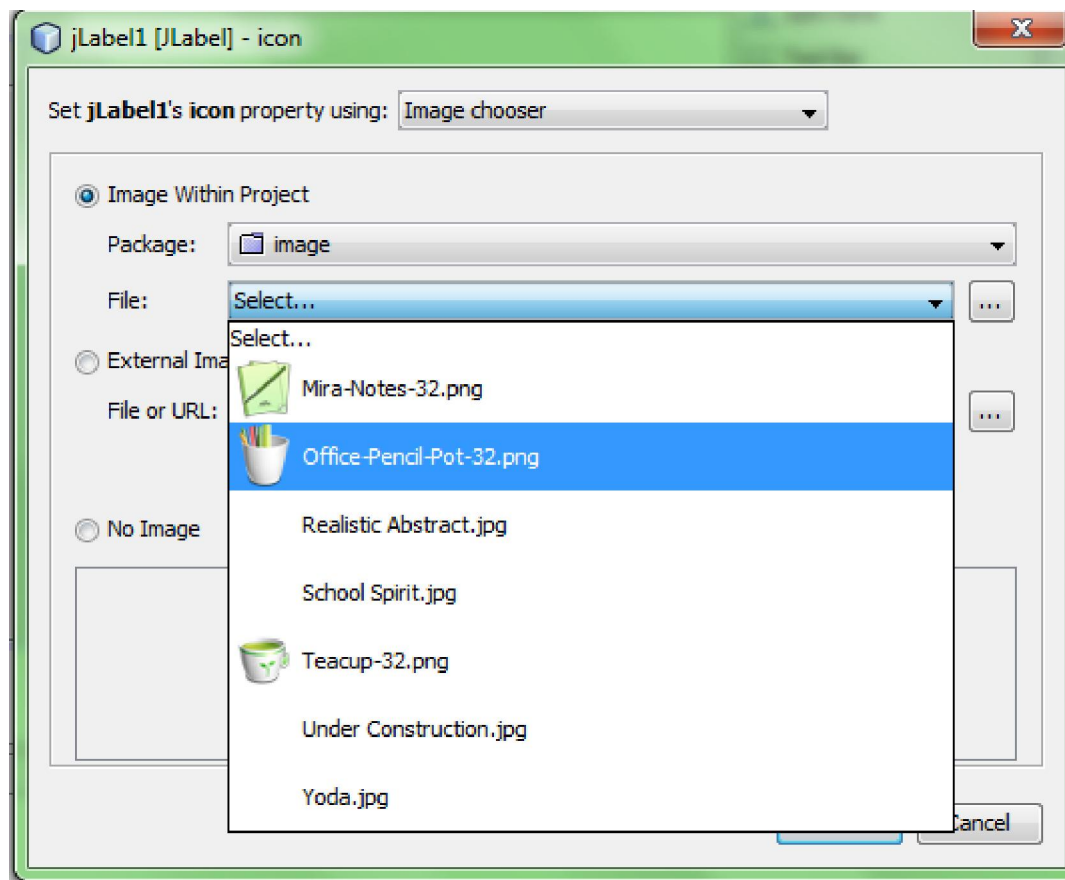 jLabel1 [JLabel] - icon
X
Set jLabel1's icon property using: Image chooser
Image Within Project
Package: image
File: Select... ...
Select...
External Ima
Mira-Notes-32.png
File or URL: ...
Office-Pencil-Pot-32.png
No Image
Realistic Abstract.jpg
School Spirit.jpg
Teacup-32.png
Under Construction.jpg
Yoda.jpg
Cancel